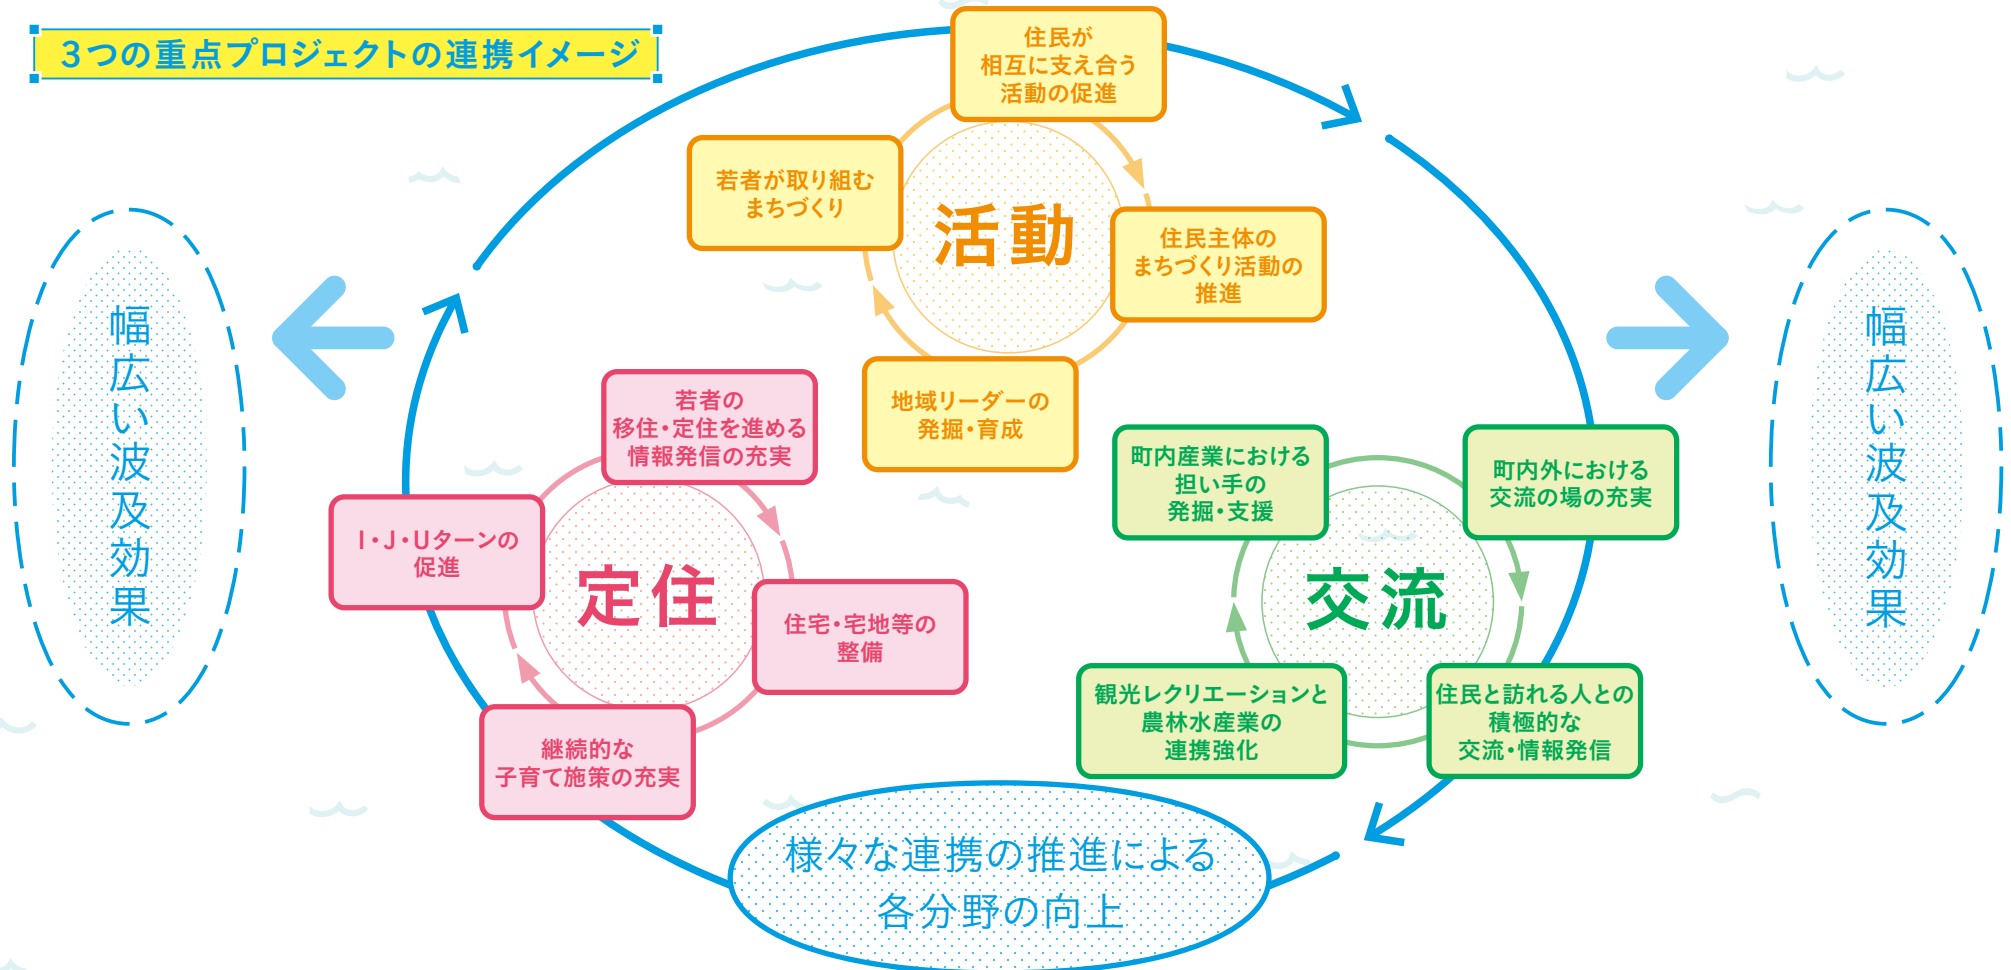 ３つの重点プロジェクトの連携イメージ
住民が
相互に支え合う
活動の促進
若者が取り組む
まちづくり
活動
住民主体の
まちづくり活動の
推進
地域リーダーの
発掘・育成
幅広い波及効果
幅広い波及効果
若者の
移住・定住を進める
情報発信の充実
I・J・Uターンの
促進
定住
住宅・宅地等の
整備
継続的な
子育て施策の充実
町内産業における
担い手の
発掘・支援
町内外における
交流の場の充実
交流
観光レクリエーションと
農林水産業の
連携強化
住民と訪れる人との
積極的な
交流・情報発信
様々な連携の推進による
各分野の向上